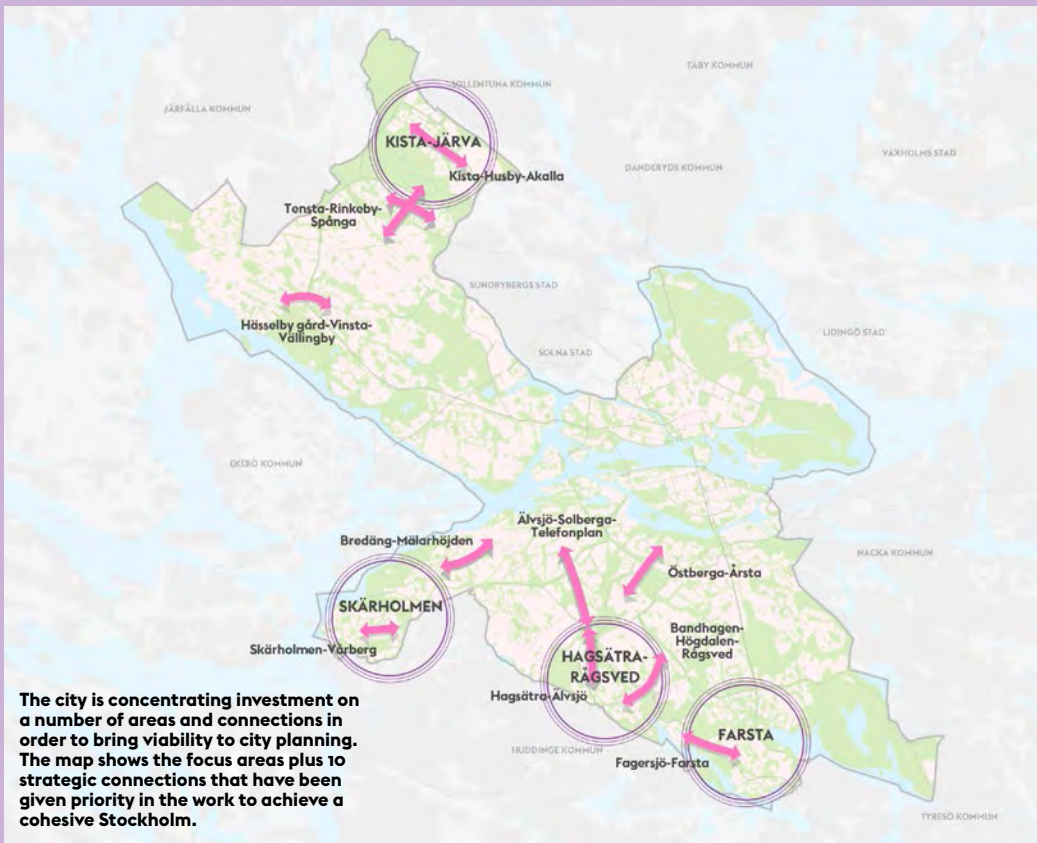 TÄBY KOMMUN
SOLLENTUNA KOMMUN
JÄRFÄLLA KOMMUN
KISTA-JÄRVA
VAXHOLMS STAD
DANDERYDS KOMMUN
Kista-Husby-Akalla
Tensta-Rinkeby-
Spånga
SUNDBYBERGS STAD
Hässelby gård-Vinsta-
Vällingby
LIDINGÖ STAD
SOLNA STAD
EKERÖ KOMMUN
Älvsjö-Solberga-
Telefonplan
Bredäng-Mälarhöjden
NACKA KOMMUN
Östberga-Årsta
SKÄRHOLMEN
Bandhagen-
Högdalen-
Rågsved
Skärholmen-Vårberg
HAGSÄTRA-
RÅGSVED
Hagsätra-Älvsjö
FARSTA
HUDDINGE KOMMUN
Fagersjö-Farsta
TYRESÖ KOMMUN
The city is concentrating investment on
a number of areas and connections in
order to bring viability to city planning.
The map shows the focus areas plus 10
strategic connections that have been
given priority in the work to achieve a
cohesive Stockholm.